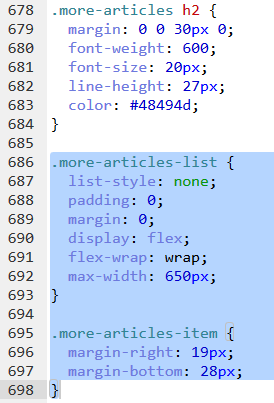 678 .more-articles h2 {
679   margin: 0 0 30px 0;
680   font-weight: 600;
681   font-size: 20px;
682   line-height: 27px;
683   color: #48494d;
684 }
685
686 .more-articles-list {
687   list-style: none;
688   padding: 0;
689   margin: 0;
690   display: flex;
691   flex-wrap: wrap;
692   max-width: 650px;
693 }
694
695 .more-articles-item {
696   margin-right: 19px;
697   margin-bottom: 28px;
698 }